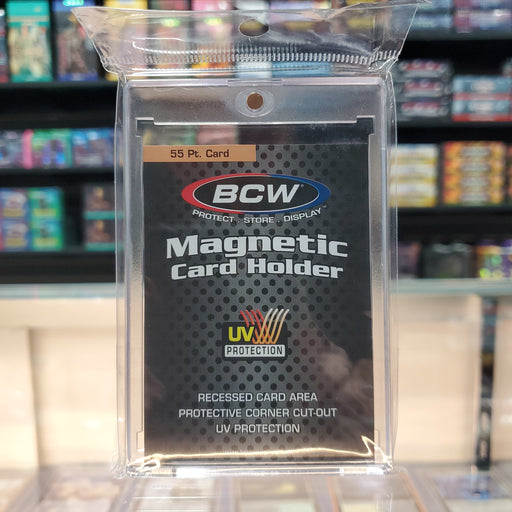 55 Pt. Card
BCW
PROTECT . STORE . DISPLAY™
Magnetic
Card Holder
UV
PROTECTION
RECESSED CARD AREA
PROTECTIVE CORNER CUT-OUT
UV PROTECTION